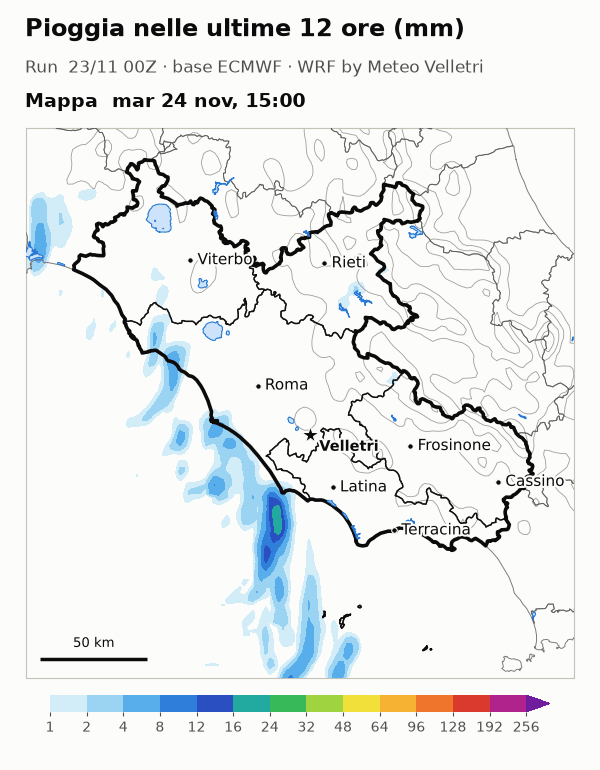 Pioggia nelle ultime 12 ore (mm)
Run 23/11 00Z · base ECMWF · WRF by Meteo Velletri
Mappa mar 24 nov, 15:00
Viterbo
Rieti
Roma
Velletri
Frosinone
Cassino
Latina
Terracina
50 km
1 2 4 8 12 16 24 32 48 64 96 128 192 256